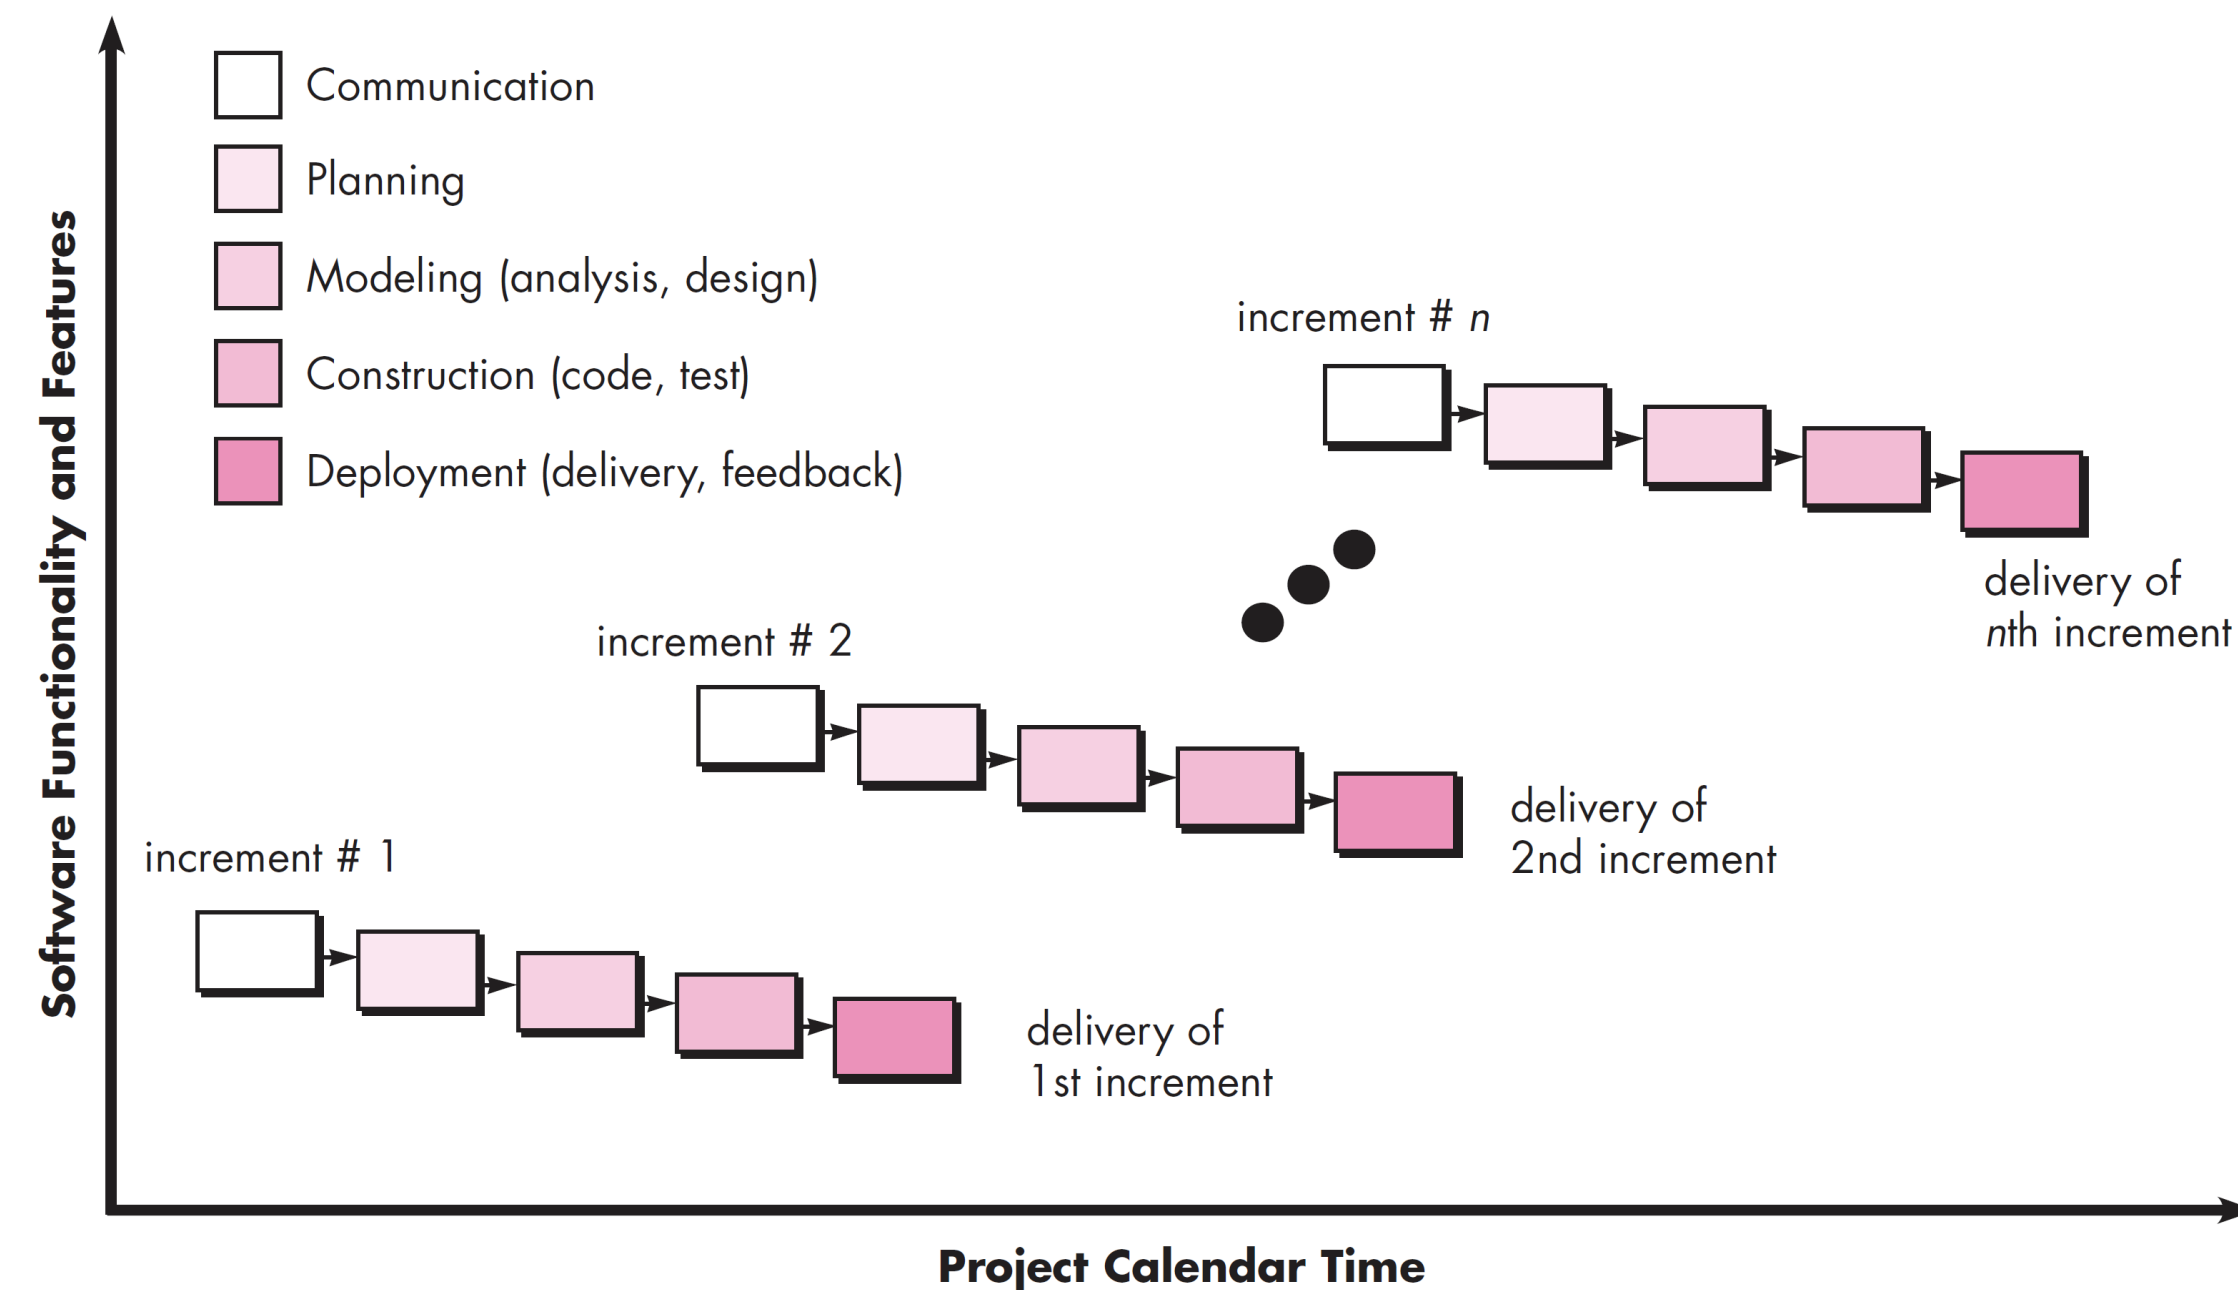 Software Functionality and Features
Communication
Planning
Modeling (analysis, design)
Construction (code, test)
Deployment (delivery, feedback)
increment # n
delivery of
nth increment
increment # 2
delivery of
2nd increment
increment # 1
delivery of
1st increment
Project Calendar Time